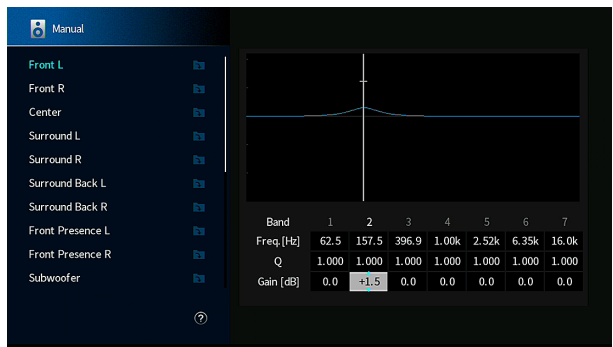 Manual
Front L
Front R
Center
Surround L
Surround R
Surround Back L
Surround Back R
Front Presence L
Front Presence R
Subwoofer
?
Band 1 2 3 4 5 6 7
Freq.[Hz] 62.5 157.5 396.9 1.00k 2.52k 6.35k 16.0k
Q 1.000 1.000 1.000 1.000 1.000 1.000 1.000
Gain [dB] 0.0 +1.5 0.0 0.0 0.0 0.0 0.0